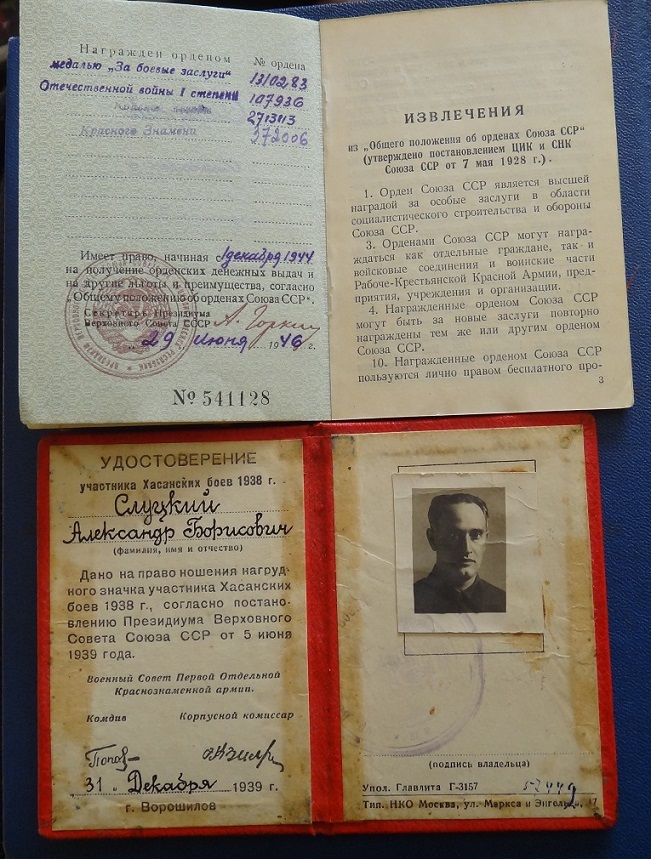 Награжден орденом № ордена
медалью „За боевые заслуги“ 1310283
Отечественной войны I степени 107936
271313
Красного Знамени 372006
Имеет право, начиная 1 декабря 1944
на получение орденских денежных выдач и
на другие льготы и преимущества, согласно
„Общему положению об орденах Союза ССР“.
Секретарь Президиума
Верховного Совета СССР А. Горкин
29 июня 1946 г.
№ 541128
ИЗВЛЕЧЕНИЯ
из „Общего положения об орденах Союза ССР“
(утверждено постановлением ЦИК и СНК
Союза ССР от 7 мая 1928 г.).
1. Орден Союза ССР является высшей
наградой за особые заслуги в области
социалистического строительства и обороны
Союза ССР.
3. Орденами Союза ССР могут награ-
ждаться как отдельные граждане, так и
войсковые соединения и воинские части
Рабоче-Крестьянской Красной Армии, пред-
приятия, учреждения и организации.
4. Награжденные орденом Союза ССР
могут быть за новые заслуги повторно
награждены тем же или другим орденом
Союза ССР.
10. Награжденные орденом Союза ССР
пользуются лично правом бесплатного про-
3
УДОСТОВЕРЕНИЕ
участника Хасанских боев 1938 г.
Слуцкий
Александр Борисович
(фамилия, имя и отчество)
Дано на право ношения нагруд-
ного значка участника Хасанских
боев 1938 г., согласно постано-
влению Президиума Верховного
Совета Союза ССР от 5 июня
1939 года.
Военный Совет Первой Отдельной
Краснознаменной армии.
Комдив Корпусной комиссар
Попов
31 „ Декабря 1939 г.
г. Ворошилов
(подпись владельца)
Упол. Главлита Г-3157
Тип. НКО Москва, ул. Маркса и Энгельса, 17